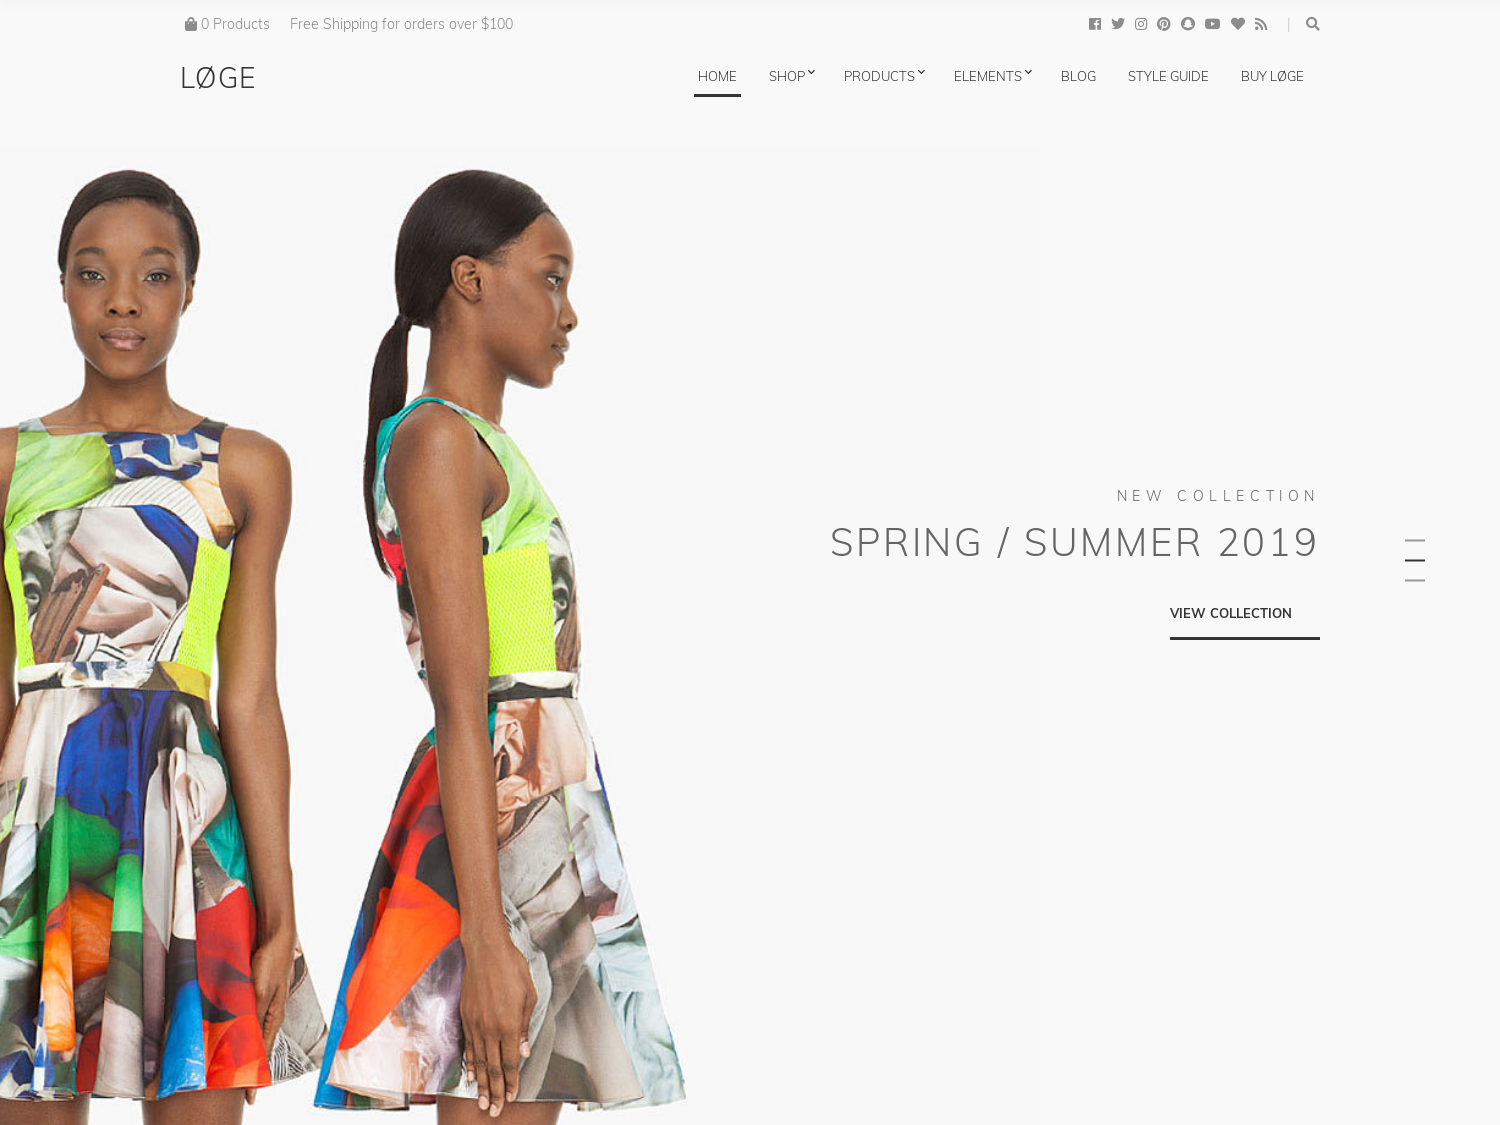 0 Products Free Shipping for orders over $100
LØGE
HOME SHOP PRODUCTS ELEMENTS BLOG STYLE GUIDE BUY LØGE
NEW COLLECTION
SPRING / SUMMER 2019
VIEW COLLECTION